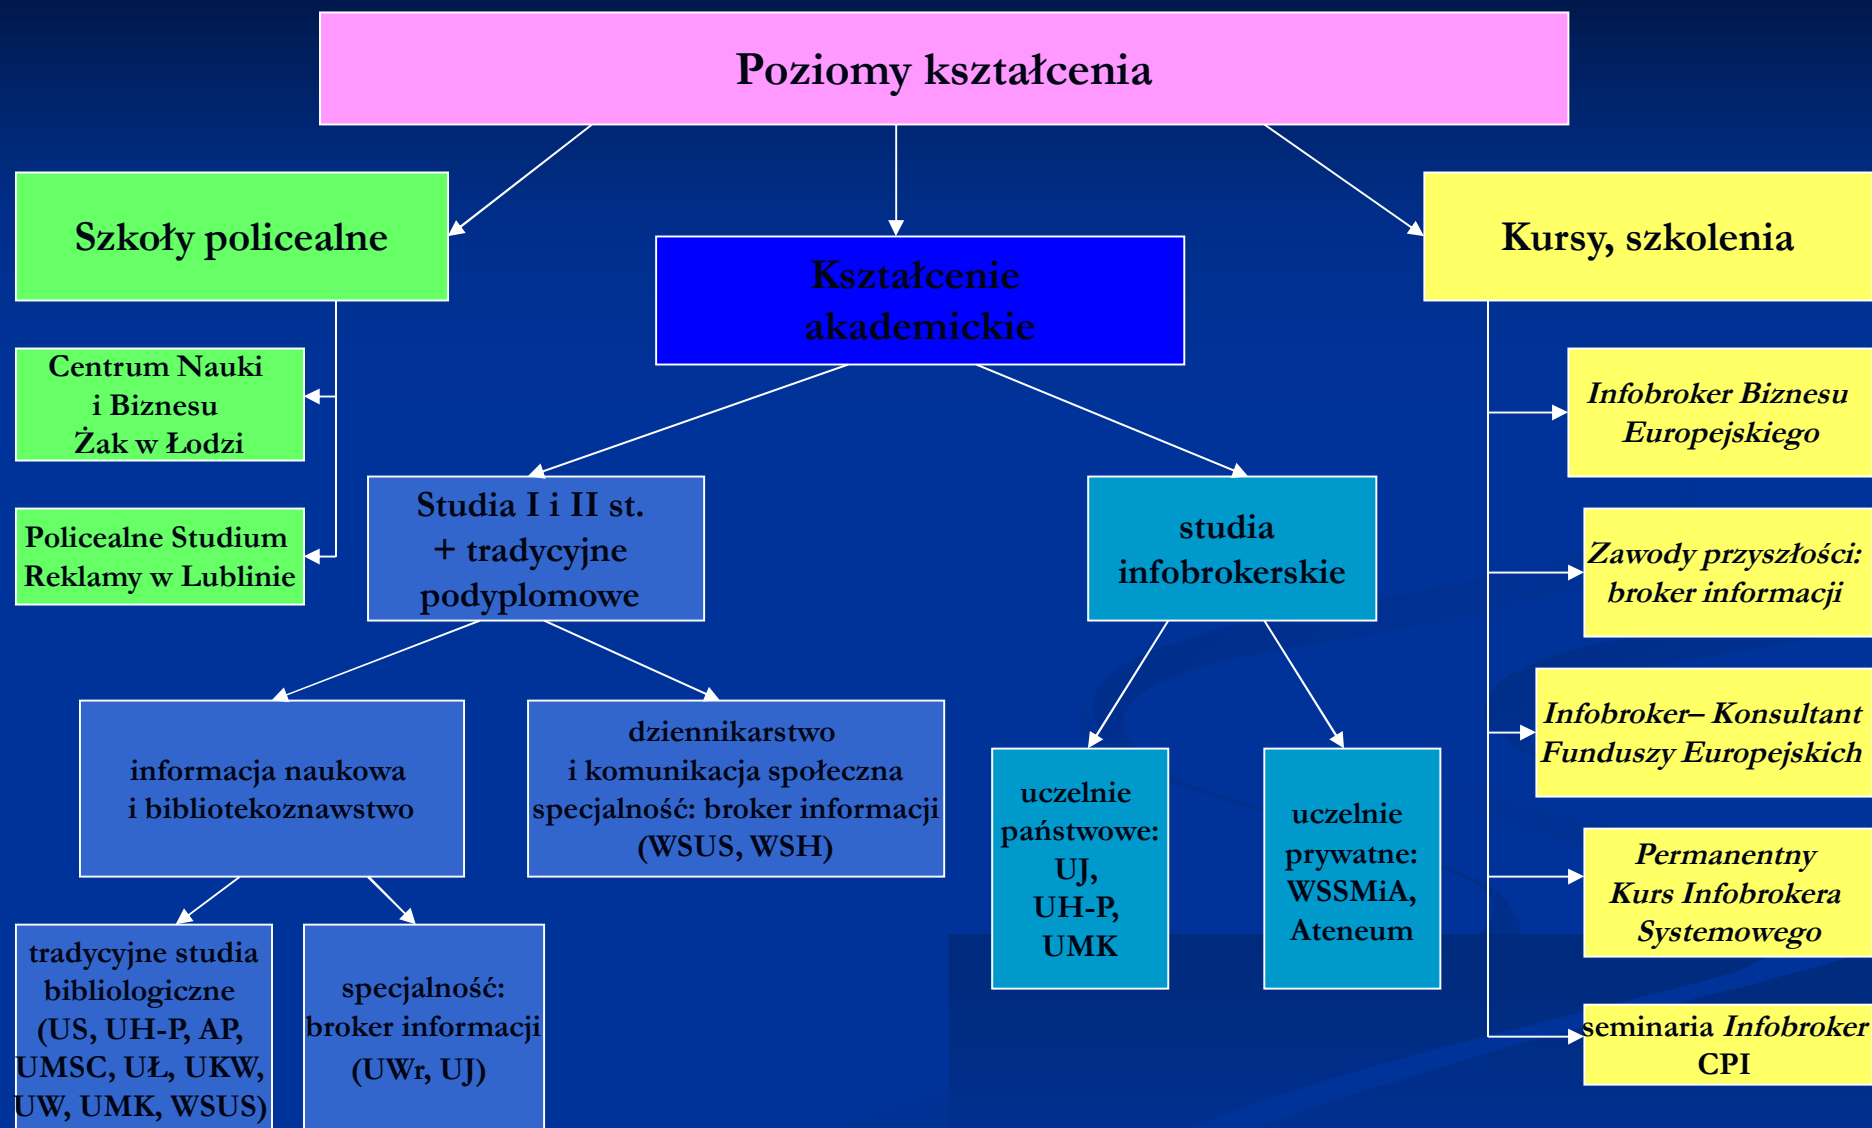 Poziomy kształcenia
Szkoły policealne
Centrum Nauki
i Biznesu
Żak w Łodzi
Policealne Studium
Reklamy w Lublinie
Kształcenie
akademickie
Studia I i II st.
+ tradycyjne
podyplomowe
informacja naukowa
i bibliotekoznawstwo
tradycyjne studia
bibliologiczne
(US, UH-P, AP,
UMSC, UŁ, UKW,
UW, UMK, WSUS)
specjalność:
broker informacji
(UWr, UJ)
dziennikarstwo
i komunikacja społeczna
specjalność: broker informacji
(WSUS, WSH)
studia
infobrokerskie
uczelnie
państwowe:
UJ,
UH-P,
UMK
uczelnie
prywatne:
WSSMiA,
Ateneum
Kursy, szkolenia
Infobroker Biznesu
Europejskiego
Zawody przyszłości:
broker informacji
Infobroker– Konsultant
Funduszy Europejskich
Permanentny
Kurs Infobrokera
Systemowego
seminaria Infobroker
CPI